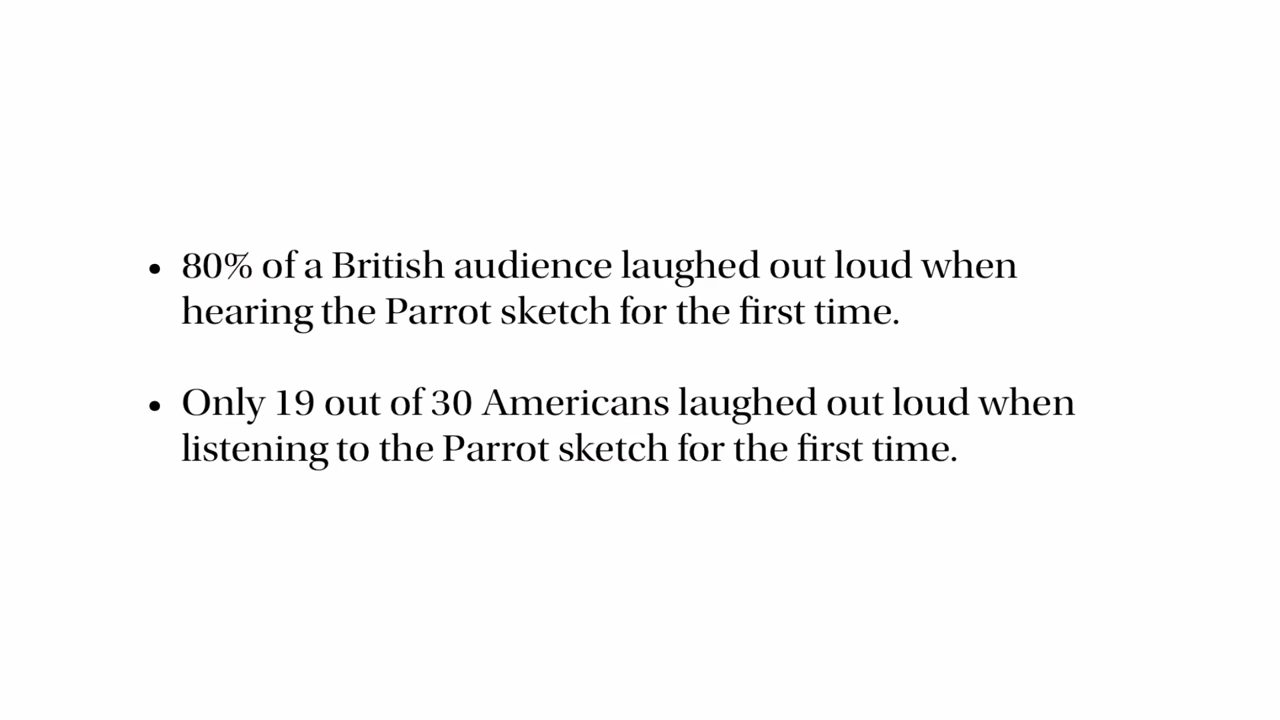 • 80% of a British audience laughed out loud when
hearing the Parrot sketch for the first time.
• Only 19 out of 30 Americans laughed out loud when
listening to the Parrot sketch for the first time.